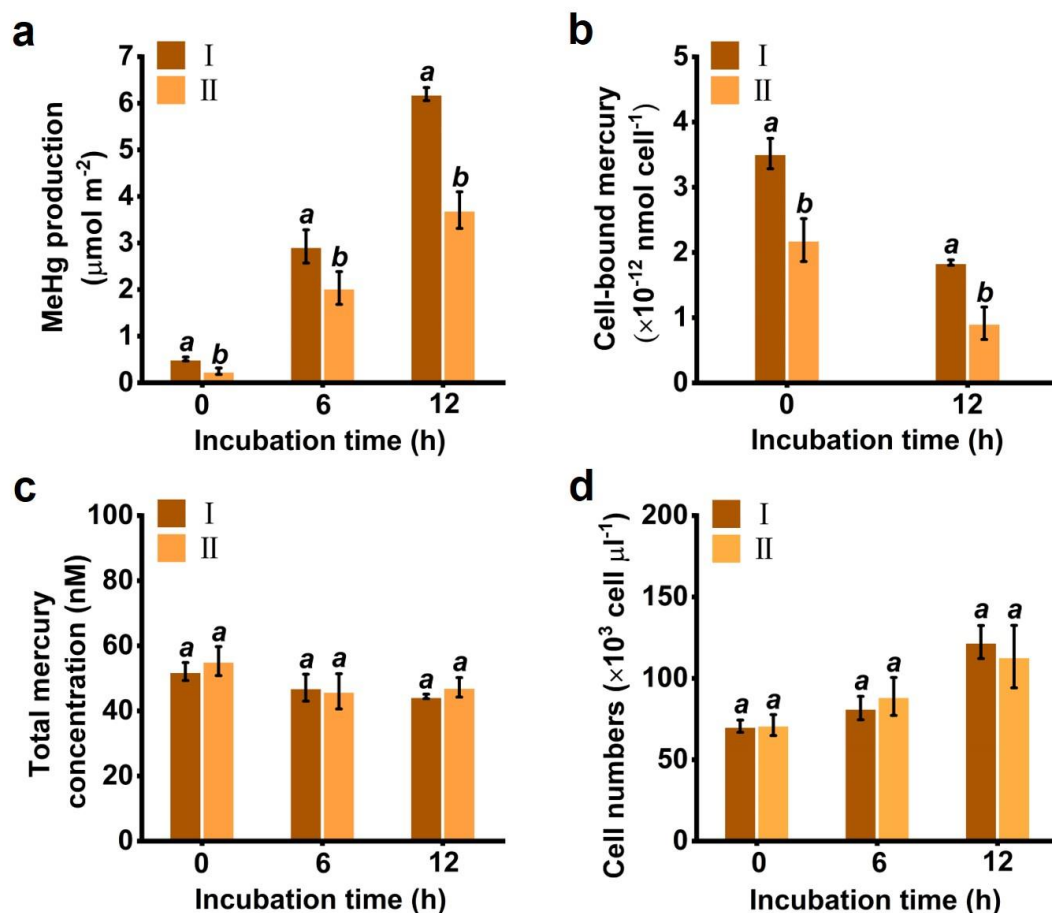 a
Ⅰ
Ⅱ
MeHg production
(μmol m⁻²)
7
6
5
4
3
2
1
0
a
b
a
b
a
b
0
6
12
Incubation time (h)
b
Ⅰ
Ⅱ
Cell-bound mercury
(×10⁻¹² nmol cell⁻¹)
5
4
3
2
1
0
a
b
a
b
0
12
Incubation time (h)
c
Ⅰ
Ⅱ
Total mercury
concentration (nM)
100
80
60
40
20
0
a
a
a
a
a
a
0
6
12
Incubation time (h)
d
Ⅰ
Ⅱ
Cell numbers (×10³ cell μl⁻¹)
200
150
100
50
0
a
a
a
a
a
a
0
6
12
Incubation time (h)